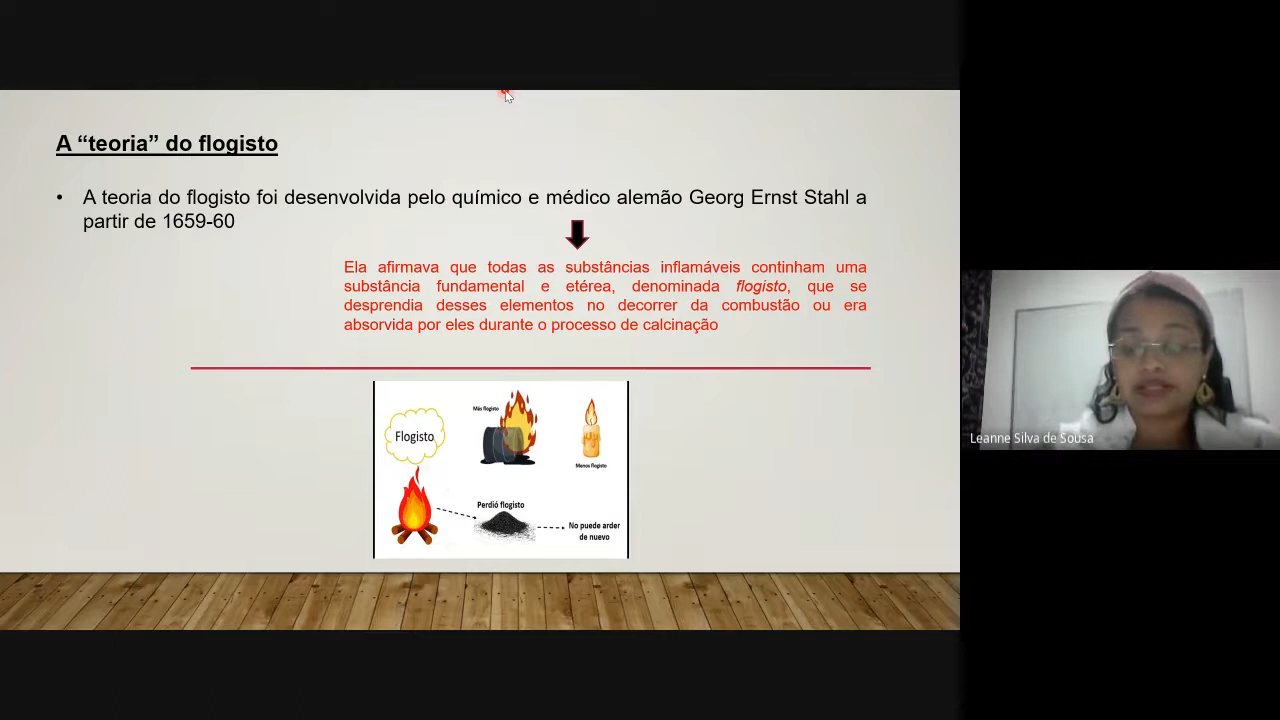 A “teoria” do flogisto
• A teoria do flogisto foi desenvolvida pelo químico e médico alemão Georg Ernst Stahl a
partir de 1659-60
Ela afirmava que todas as substâncias inflamáveis continham uma
substância fundamental e etérea, denominada flogisto, que se
desprendia desses elementos no decorrer da combustão ou era
absorvida por eles durante o processo de calcinação
Flogisto
Más flogisto
Menos flogisto
Perdió flogisto
No puede arder
de nuevo
Leanne Silva de Sousa